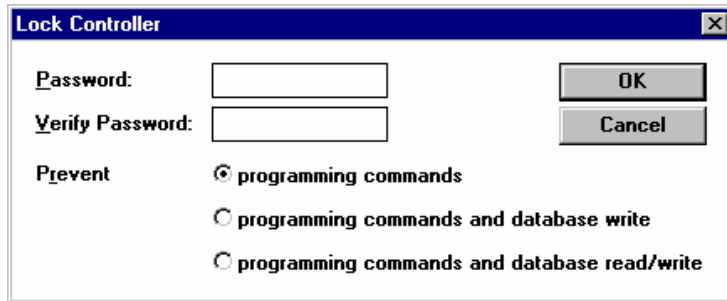 Lock Controller
Password:
OK
Verify Password:
Cancel
Prevent
programming commands
programming commands and database write
programming commands and database read/write